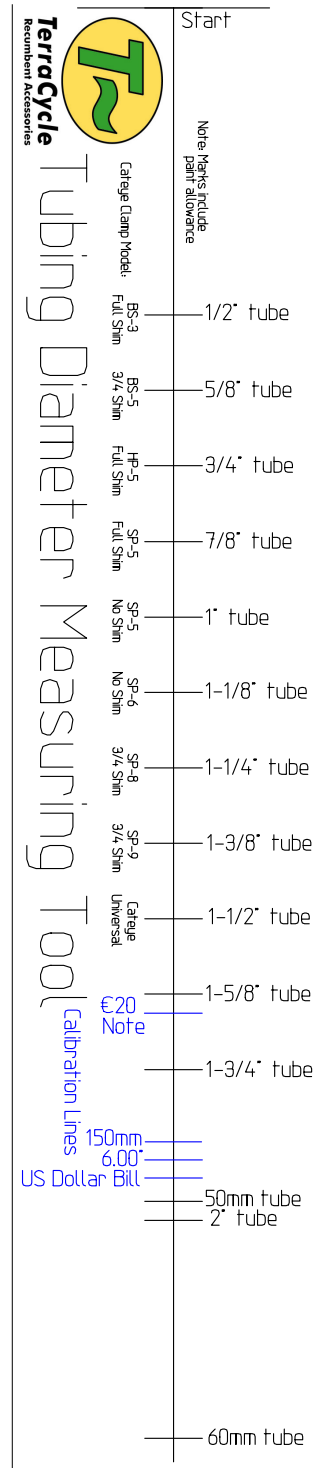 Start
TerraCycle
Recumbent Accessories
Note: Marks include
paint allowance
Tubing Diameter Measuring Tool
Cateye Clamp Model:
BS-3
Full Shim
1/2" tube
BS-5
3/4 Shim
5/8" tube
HP-5
Full Shim
3/4" tube
SP-5
Full Shim
7/8" tube
SP-5
No Shim
1" tube
SP-6
No Shim
1-1/8" tube
SP-8
3/4 Shim
1-1/4" tube
SP-9
3/4 Shim
1-3/8" tube
Cateye
Universal
1-1/2" tube
1-5/8" tube
€20
Note
Calibration Lines
1-3/4" tube
150mm
6.00"
US Dollar Bill
50mm tube
2" tube
60mm tube